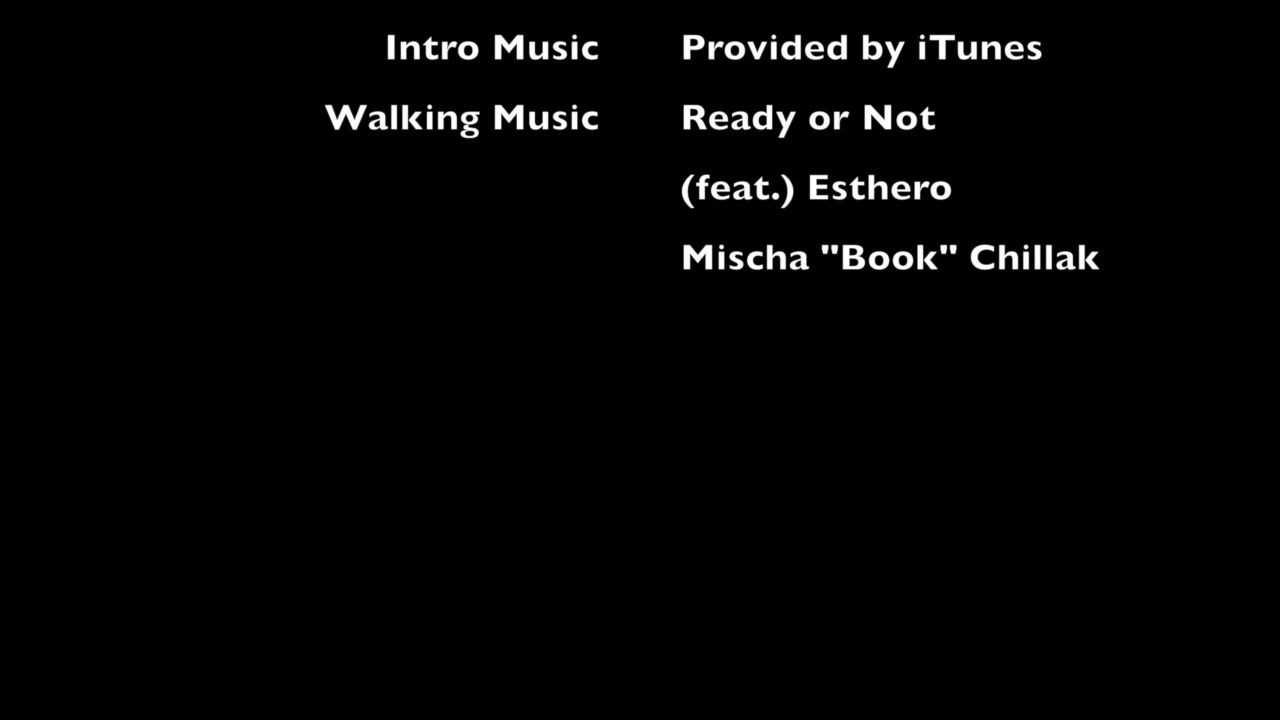 Intro Music Provided by iTunes
Walking Music Ready or Not
(feat.) Esthero
Mischa "Book" Chillak